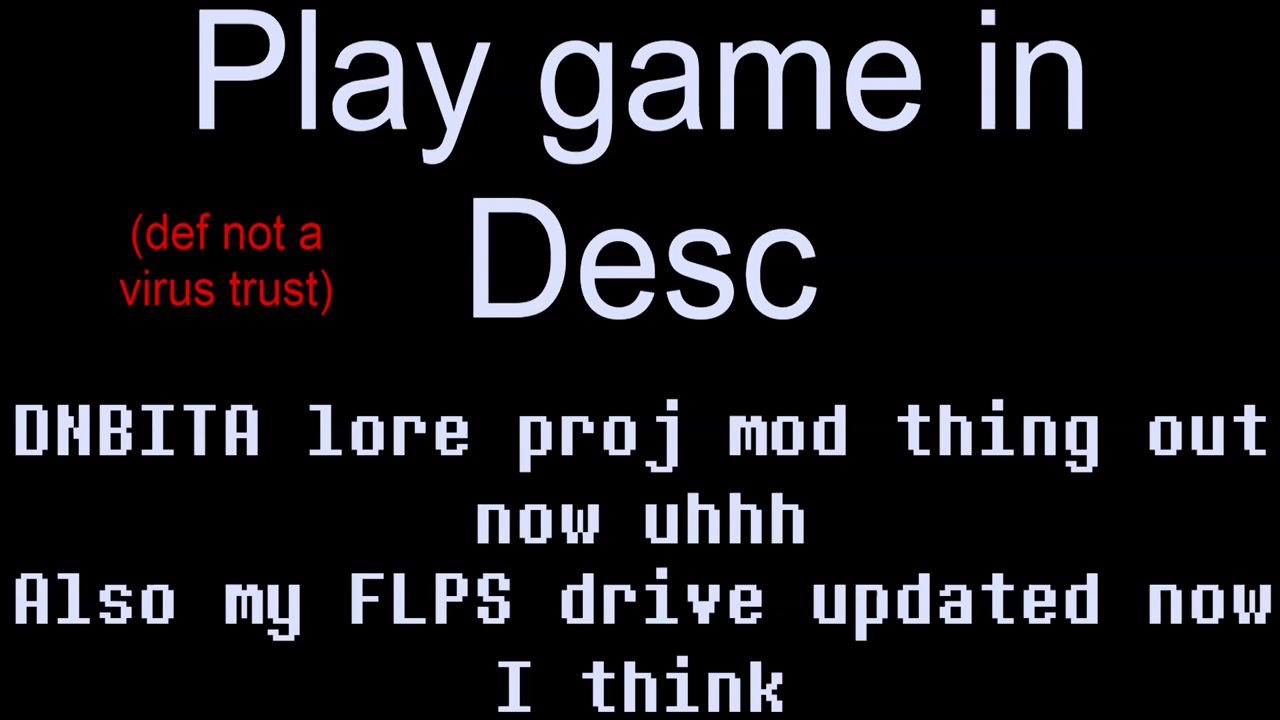 Play game in
Desc
(def not a
virus trust)
DNBITA lore proj mod thing out
now uhhh
Also my FLPS drive updated now
I think